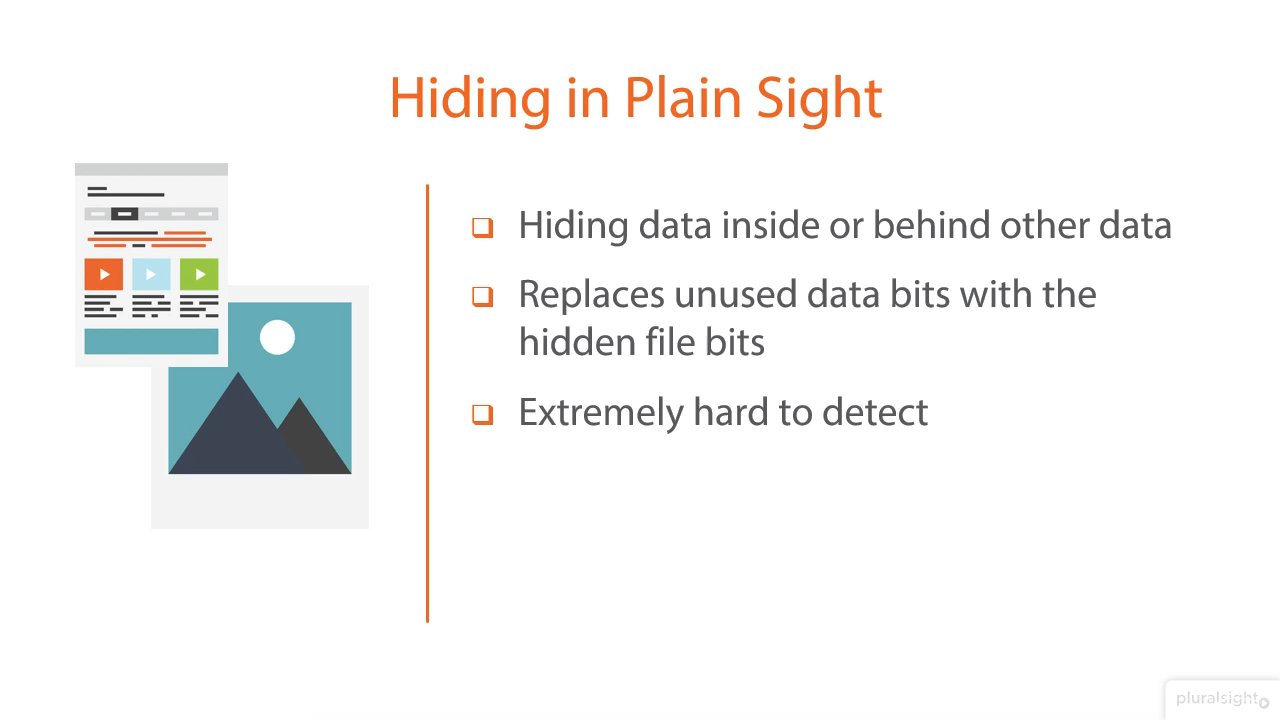 Hiding in Plain Sight
Hiding data inside or behind other data
Replaces unused data bits with the
hidden file bits
Extremely hard to detect
pluralsight